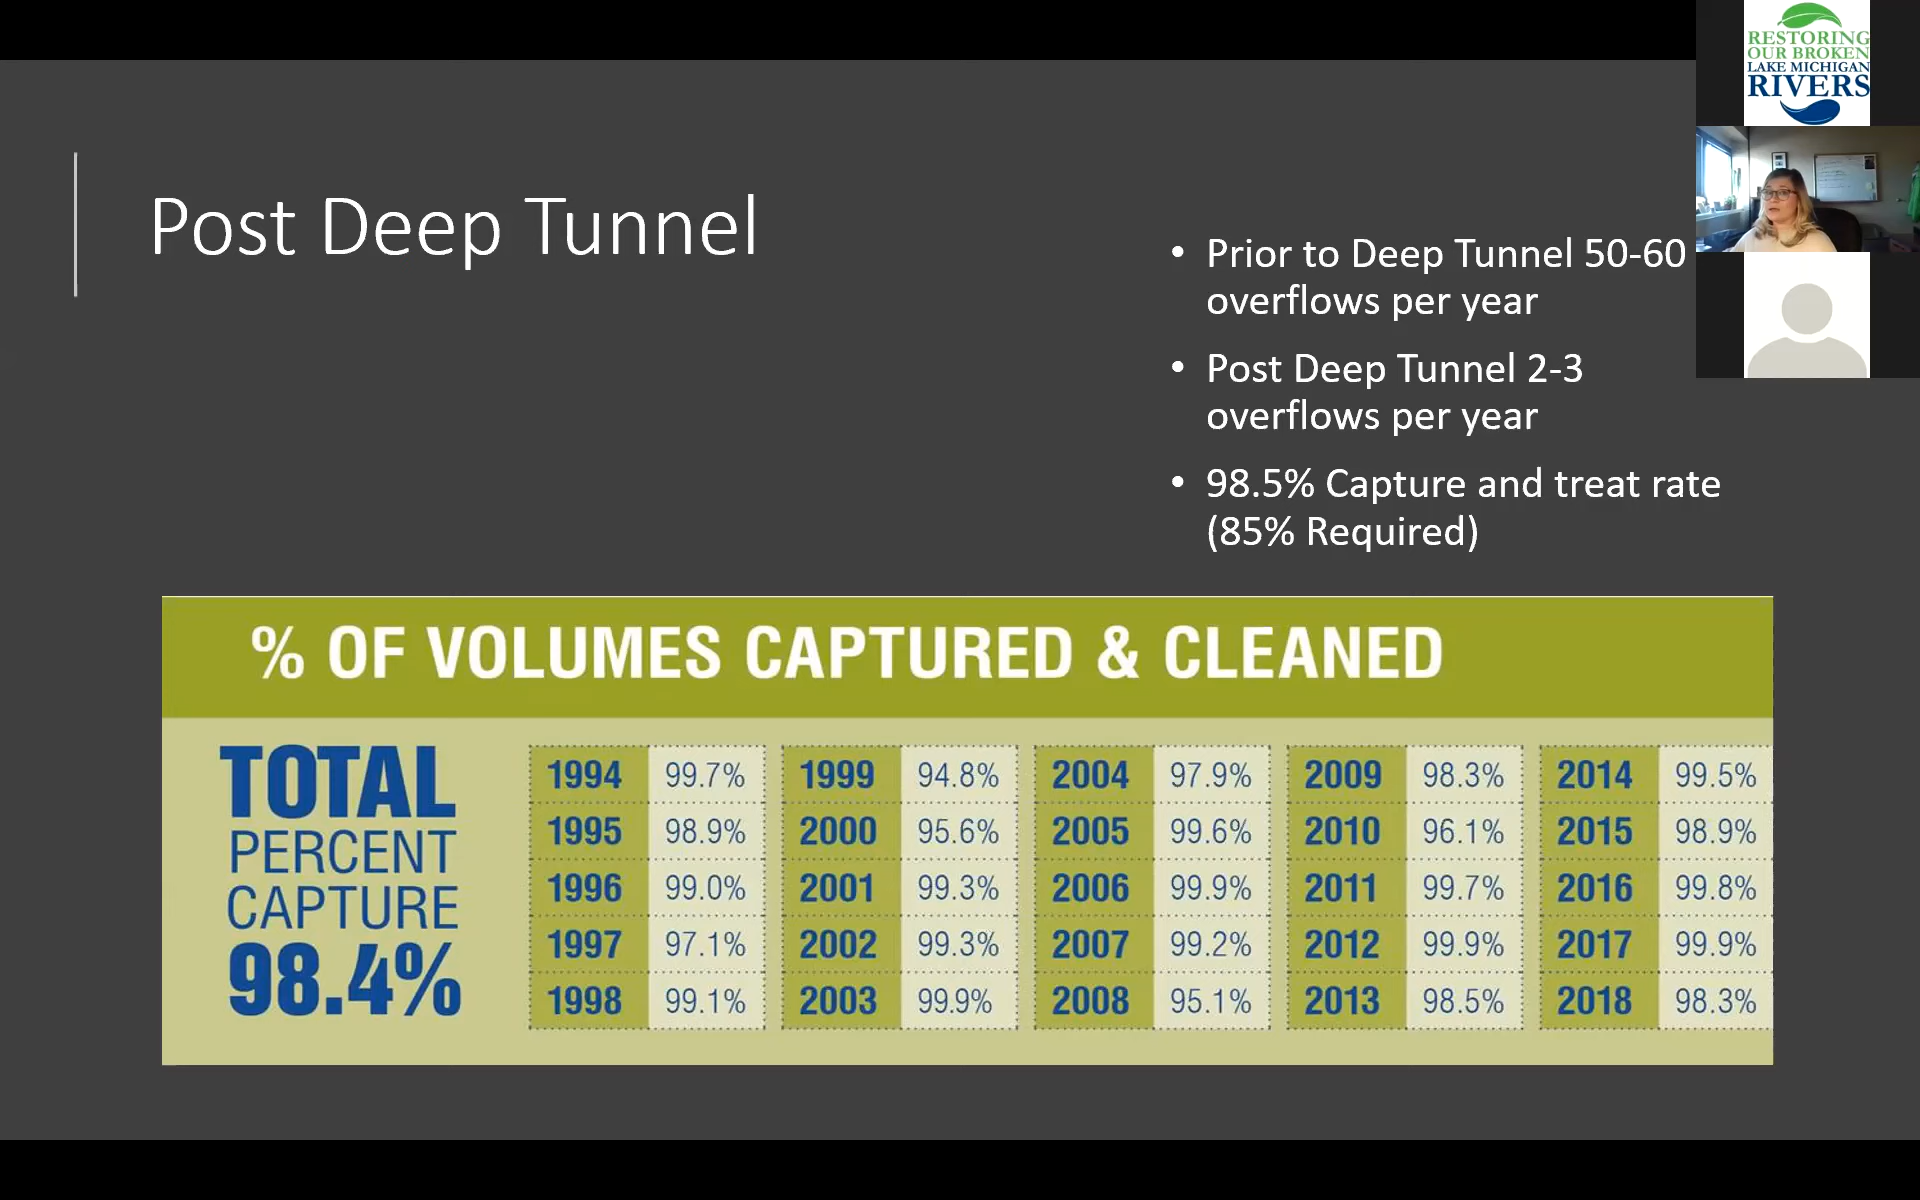 RESTORING
OUR BROKEN
LAKE MICHIGAN
RIVERS
Post Deep Tunnel
• Prior to Deep Tunnel 50-60
overflows per year
• Post Deep Tunnel 2-3
overflows per year
• 98.5% Capture and treat rate
(85% Required)
% OF VOLUMES CAPTURED & CLEANED
TOTAL
PERCENT
CAPTURE
98.4%
1994 99.7% 1999 94.8% 2004 97.9% 2009 98.3% 2014 99.5%
1995 98.9% 2000 95.6% 2005 99.6% 2010 96.1% 2015 98.9%
1996 99.0% 2001 99.3% 2006 99.9% 2011 99.7% 2016 99.8%
1997 97.1% 2002 99.3% 2007 99.2% 2012 99.9% 2017 99.9%
1998 99.1% 2003 99.9% 2008 95.1% 2013 98.5% 2018 98.3%